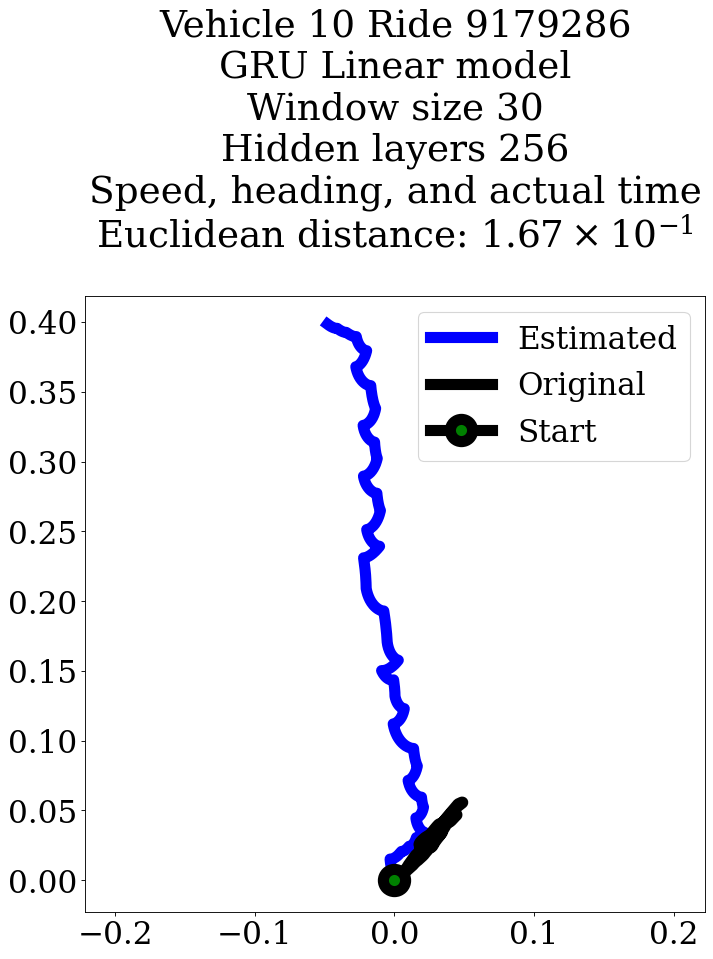 Vehicle 10 Ride 9179286
GRU Linear model
Window size 30
Hidden layers 256
Speed, heading, and actual time
Euclidean distance: 1.67 × 10⁻¹
Estimated
Original
Start
0.40
0.35
0.30
0.25
0.20
0.15
0.10
0.05
0.00
−0.2 −0.1 0.0 0.1 0.2